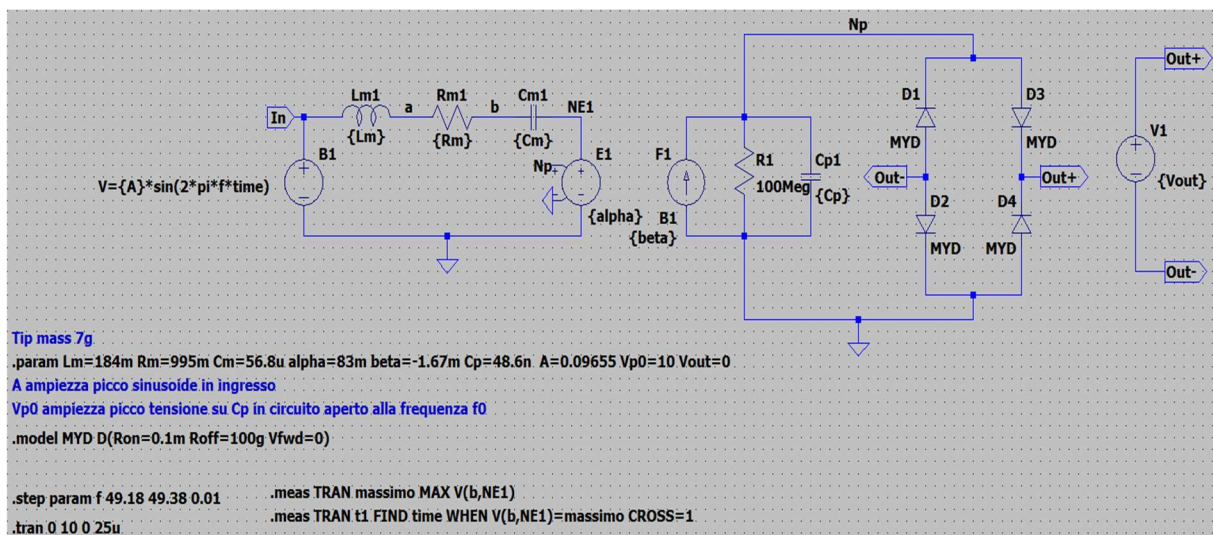 Np
Out+
Lm1 Rm1 Cm1 NE1 D1 D3
In a b
{Lm} {Rm} {Cm}
MYD MYD
B1 Np E1 F1 R1 Cp1 V1
V={A}*sin(2*pi*f*time) 100Meg Out- Out+ {Vout}
{Cp}
D2 D4
{alpha} B1
{beta} MYD MYD
Out-
Tip mass 7g
.param Lm=184m Rm=995m Cm=56.8u alpha=83m beta=-1.67m Cp=48.6n A=0.09655 Vp0=10 Vout=0
A ampiezza picco sinusoide in ingresso
Vp0 ampiezza picco tensione su Cp in circuito aperto alla frequenza f0
.model MYD D(Ron=0.1m Roff=100g Vfwd=0)
.step param f 49.18 49.38 0.01 .meas TRAN massimo MAX V(b,NE1)
.tran 0 10 0 25u .meas TRAN t1 FIND time WHEN V(b,NE1)=massimo CROSS=1